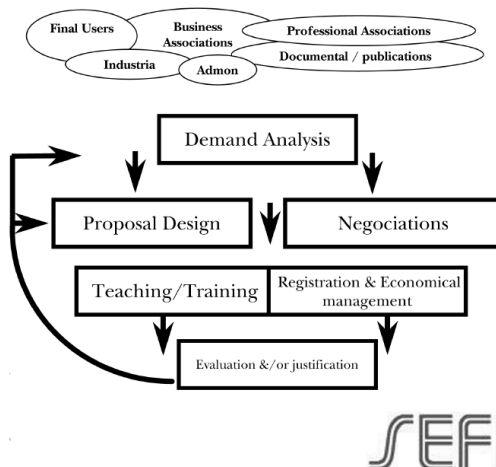 Final Users
Business
Associations
Professional Associations
Documental / publications
Industria
Admon
Demand Analysis
Proposal Design
Negociations
Teaching/Training
Registration & Economical
management
Evaluation &/or justification
SEF